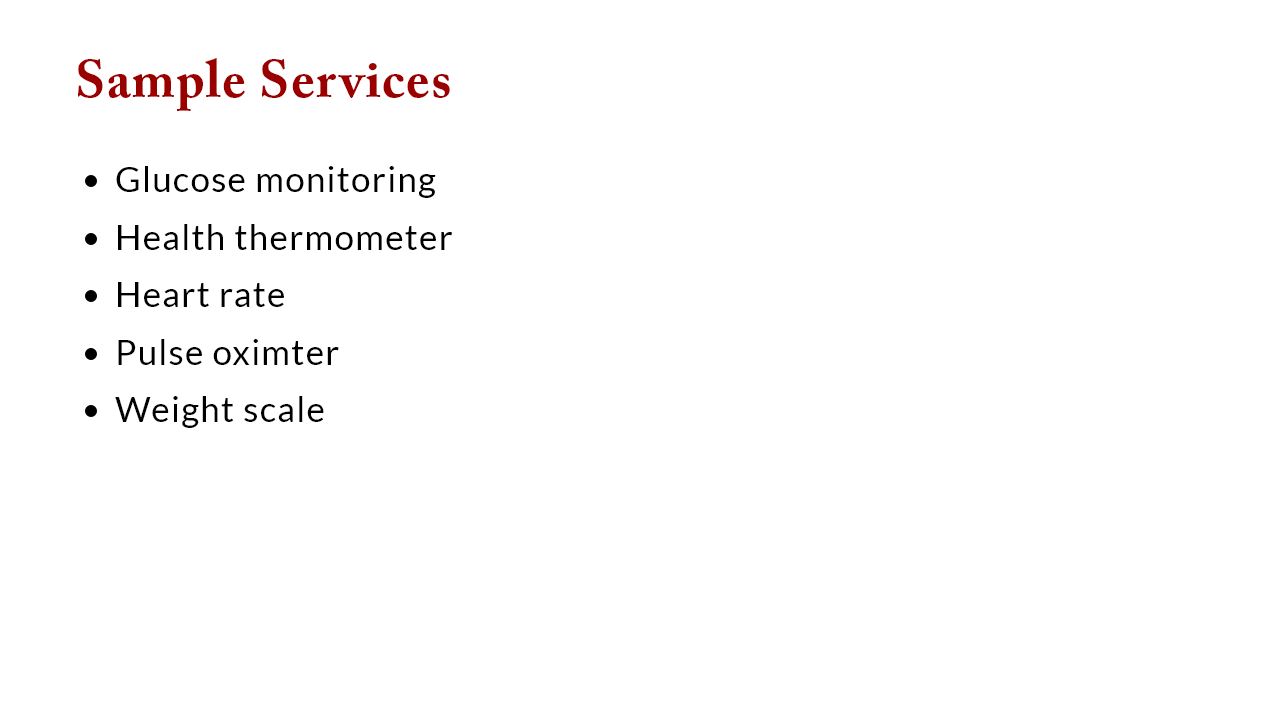 Sample Services
• Glucose monitoring
• Health thermometer
• Heart rate
• Pulse oximter
• Weight scale